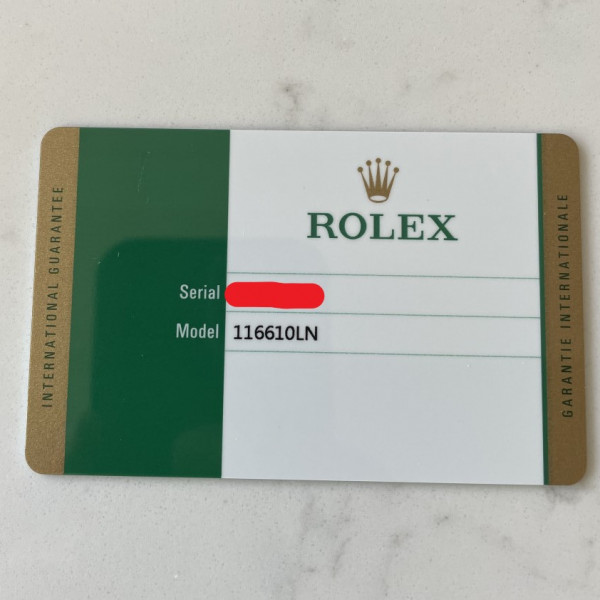 INTERNATIONAL GUARANTEE
ROLEX
Serial
Model 116610LN
GARANTIE INTERNATIONALE